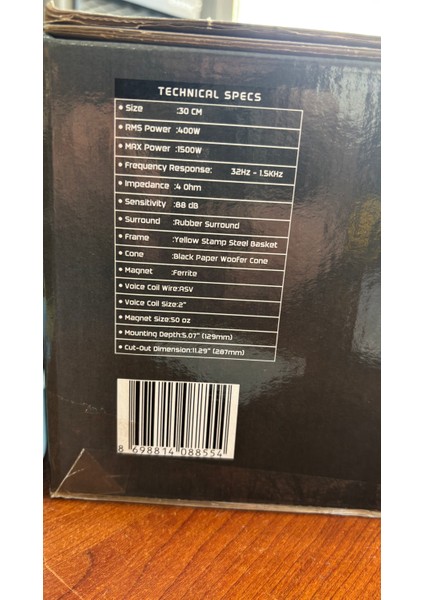 TECHNICAL SPECS
• Size :30 CM
• RMS Power :400W
• MAX Power :1500W
• Frequency Response: 32Hz - 1.5KHz
• Impedance :4 Ohm
• Sensitivity :88 dB
• Surround :Rubber Surround
• Frame :Yellow Stamp Steel Basket
• Cone :Black Paper Woofer Cone
• Magnet :Ferrite
• Voice Coil Wire:ASV
• Voice Coil Size:2"
• Magnet Size:50 oz
• Mounting Depth:5.07" (129mm)
• Cut-Out Dimension:11.29" (287mm)
8 698814 088554